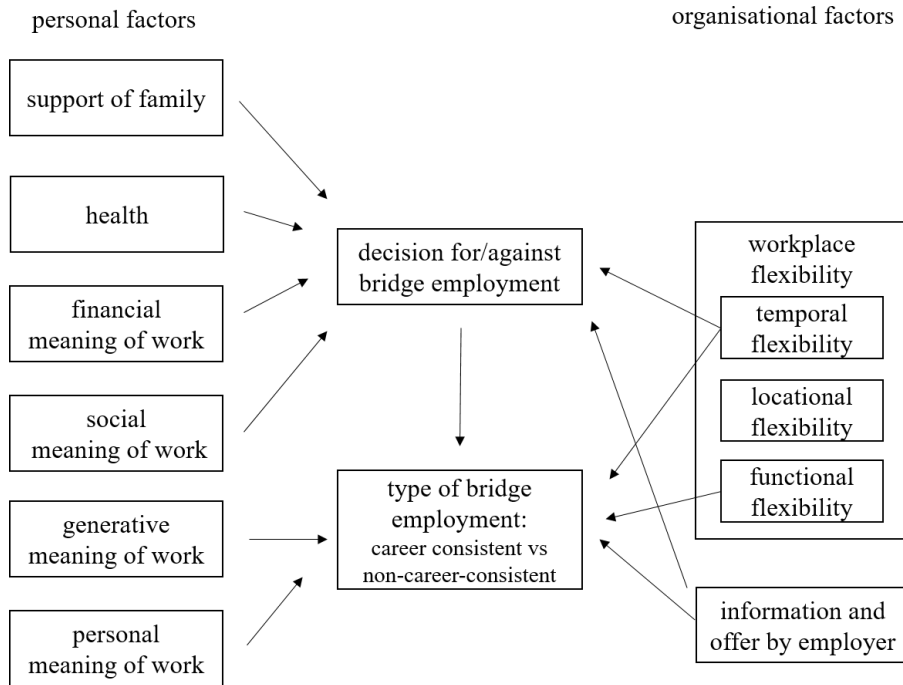 personal factors
organisational factors
support of family
health
financial
meaning of work
social
meaning of work
generative
meaning of work
personal
meaning of work
decision for/against
bridge employment
type of bridge
employment:
career consistent vs
non-career-consistent
workplace
flexibility
temporal
flexibility
locational
flexibility
functional
flexibility
information and
offer by employer